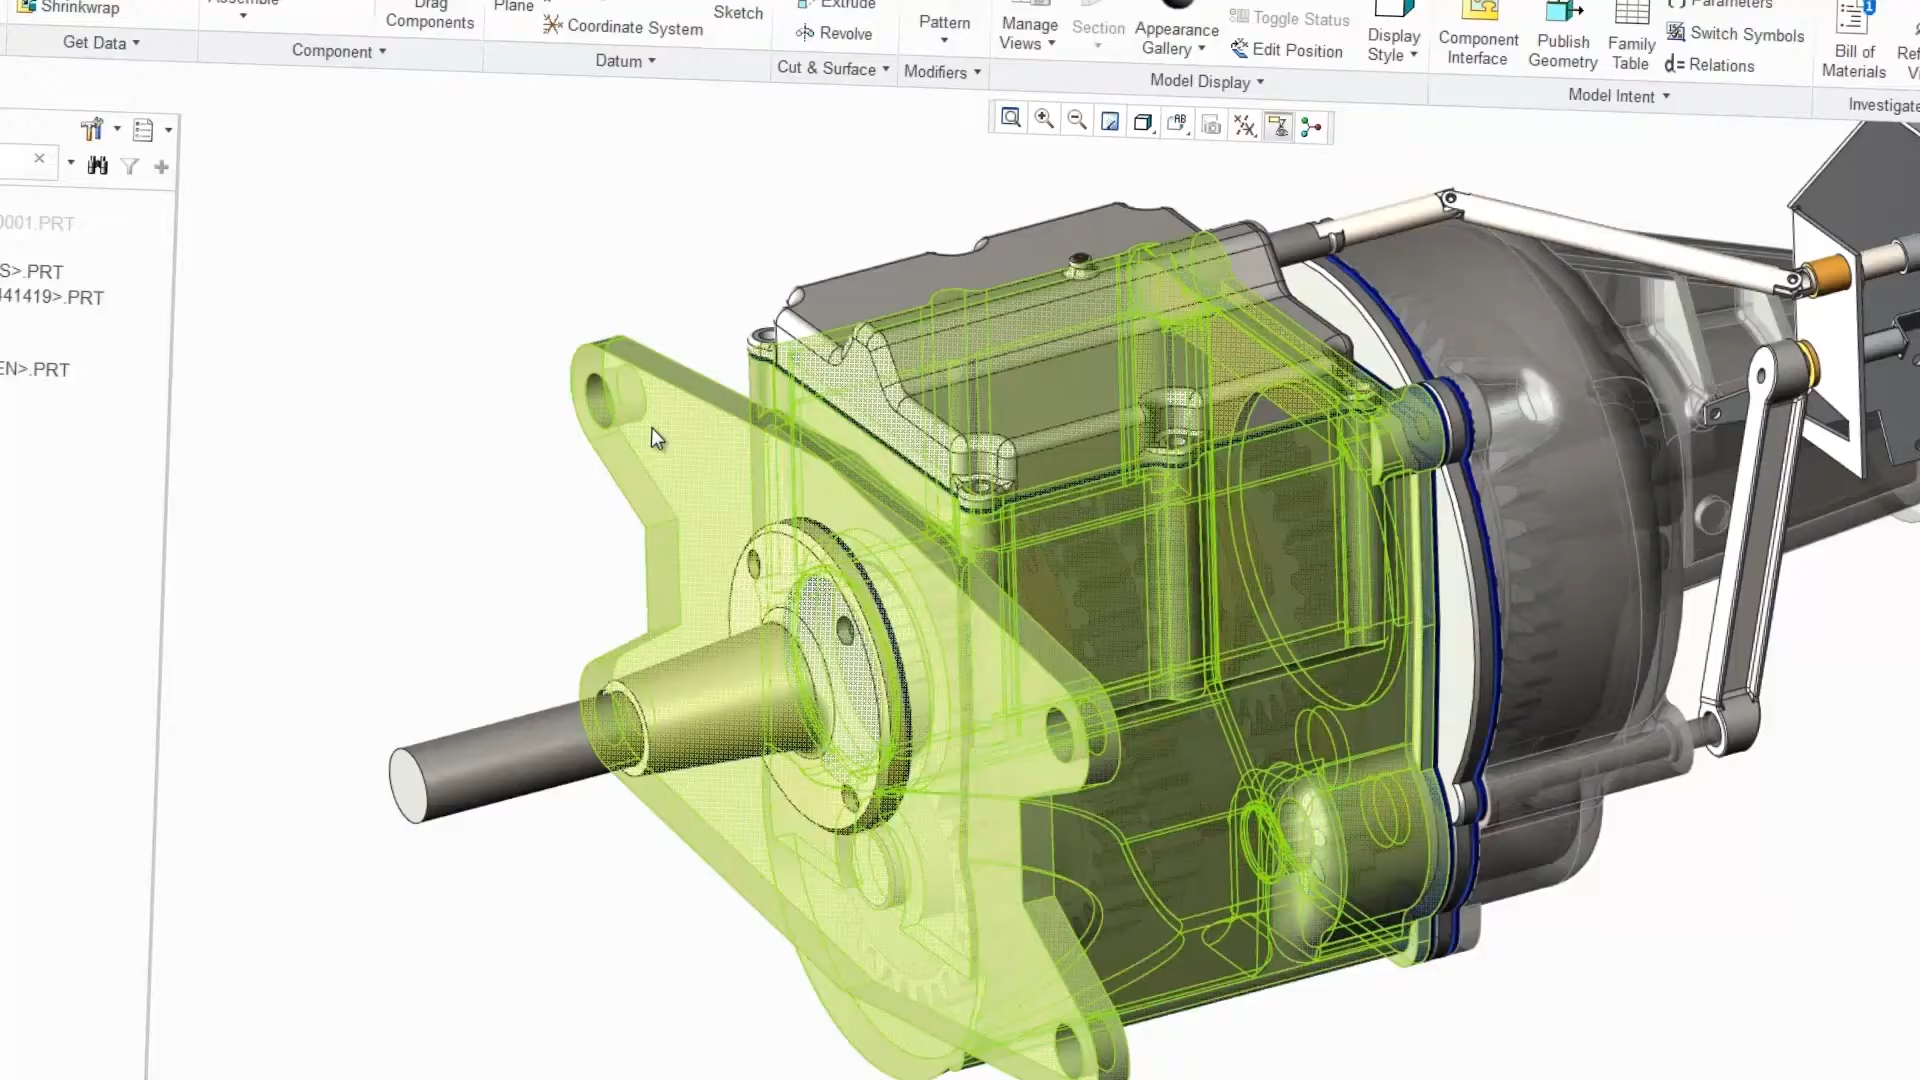 Shrinkwrap
Get Data
Assemble
Component
Drag
Components
Plane
Coordinate System
Sketch
Datum
Extrude
Revolve
Cut & Surface
Pattern
Modifiers
Manage
Views
Section
Appearance
Gallery
Toggle Status
Edit Position
Display
Style
Model Display
Component
Interface
Publish
Geometry
Family
Table
Parameters
Switch Symbols
d= Relations
Model Intent
Bill of
Materials
Investigate
0001.PRT
S>.PRT
441419>.PRT
EN>.PRT